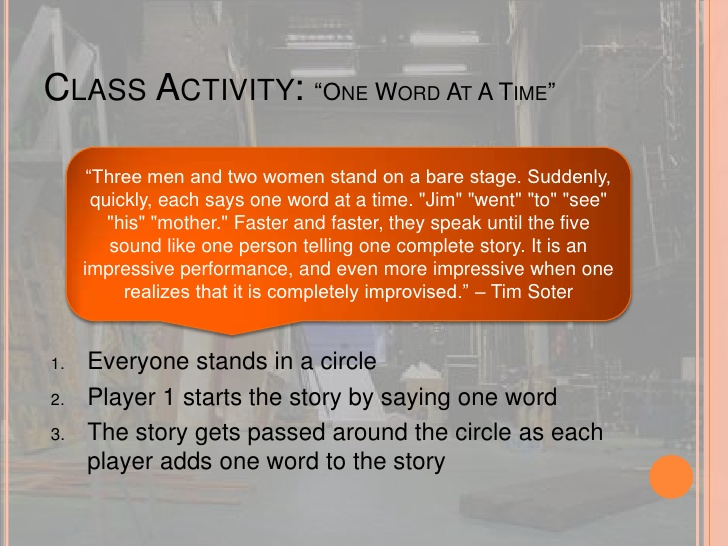 CLASS ACTIVITY: “ONE WORD AT A TIME”
“Three men and two women stand on a bare stage. Suddenly,
quickly, each says one word at a time. "Jim" "went" "to" "see"
"his" "mother." Faster and faster, they speak until the five
sound like one person telling one complete story. It is an
impressive performance, and even more impressive when one
realizes that it is completely improvised.” – Tim Soter
1. Everyone stands in a circle
2. Player 1 starts the story by saying one word
3. The story gets passed around the circle as each
player adds one word to the story